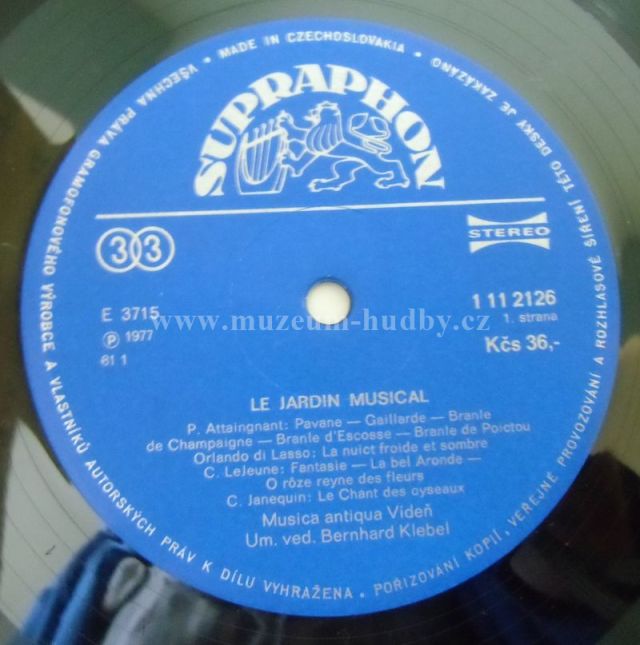 VŠECHNA PRÁVA GRAMOFONOVÉHO VÝROBCE A VLASTNÍKŮ AUTORSKÝCH PRÁV K DÍLU VYHRAŽENA • POŘIZOVÁNÍ KOPIÍ, VEŘEJNÉ PROVOZOVÁNÍ A ROZHLASOVÉ ŠÍŘENÍ TÉTO DESKY JE ZAKÁZÁNO • MADE IN CZECHOSLOVAKIA •
SUPRAPHON
33
STEREO
E 3715
1 11 2126
℗ 1977
1. strana
61 1
Kčs 36,-
www.muzeum-hudby.cz
LE JARDIN MUSICAL
P. Attaingnant: Pavane — Gaillarde — Branle
de Champaigne — Branle d'Escosse — Branle de Poictou
Orlando di Lasso: La nuict froide et sombre
C. LeJeune: Fantasie — La bel Aronde —
O rôze reyne des fleurs
C. Janequin: Le Chant des oyseaux
Musica antiqua Vídeň
Um. ved. Bernhard Klebel